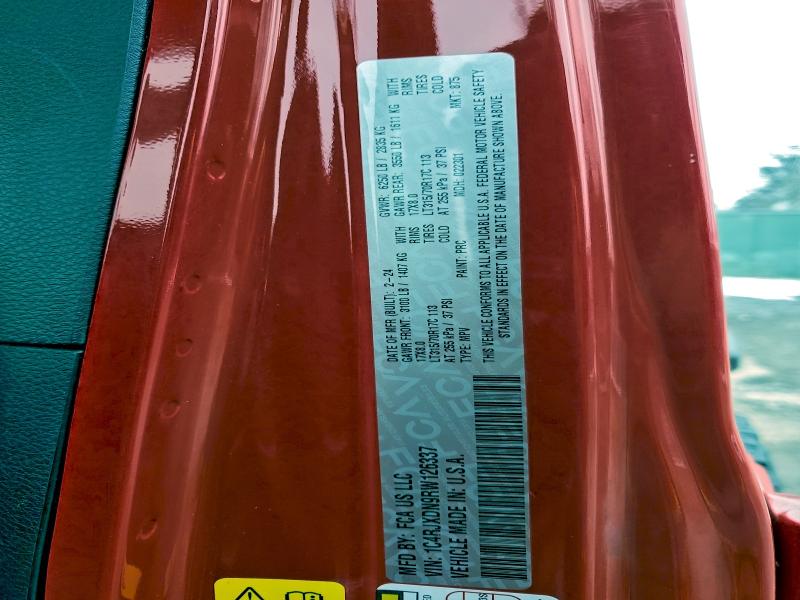 MFD BY: FCA US LLC
VIN: 1C4RJXDN9RW126337
VEHICLE MADE IN: U.S.A.
DATE OF MFR (BUILT): 2-24 GVWR: 6250 LB / 2835 KG
GAWR FRONT: 3100 LB / 1407 KG WITH GAWR REAR: 3550 LB / 1611 KG WITH
17X8.0 RIMS 17X8.0 RIMS
LT315/70R17C 113 TIRES LT315/70R17C 113 TIRES
AT 255 kPa / 37 PSI COLD AT 255 kPa / 37 PSI COLD
TYPE: MPV PAINT: PRC MDH: 022301 MKT: 875
THIS VEHICLE CONFORMS TO ALL APPLICABLE U.S.A. FEDERAL MOTOR VEHICLE SAFETY
STANDARDS IN EFFECT ON THE DATE OF MANUFACTURE SHOWN ABOVE.